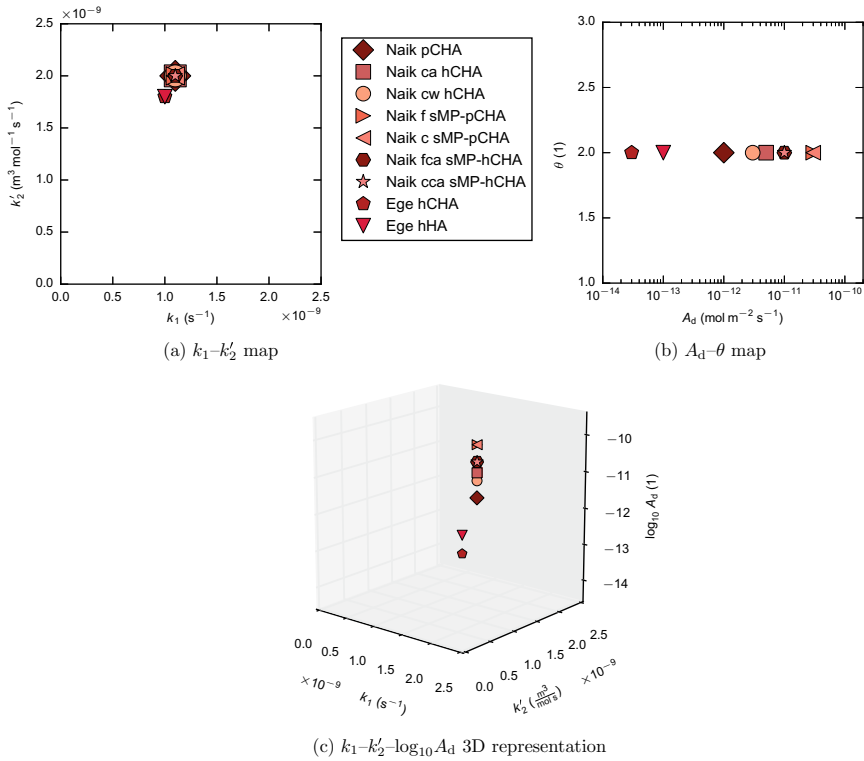 ×10⁻⁹
2.5
2.0
1.5
1.0
0.5
0.0
k′₂ (m³ mol⁻¹ s⁻¹)
0.0 0.5 1.0 1.5 2.0 2.5
k₁ (s⁻¹)
×10⁻⁹
(a) k₁–k′₂ map
Naik pCHA
Naik ca hCHA
Naik cw hCHA
Naik f sMP-pCHA
Naik c sMP-pCHA
Naik fca sMP-hCHA
Naik cca sMP-hCHA
Ege hCHA
Ege hHA
3.0
2.5
2.0
1.5
1.0
θ (1)
10⁻¹⁴ 10⁻¹³ 10⁻¹² 10⁻¹¹ 10⁻¹⁰
A_d (mol m⁻² s⁻¹)
(b) A_d–θ map
−10
−11
−12
−13
−14
log₁₀ A_d (1)
0.0 0.5 1.0 1.5 2.0 2.5
×10⁻⁹
k₁ (s⁻¹)
0.0 0.5 1.0 1.5 2.0 2.5
×10⁻⁹
k′₂ (m³/mol s)
(c) k₁–k′₂–log₁₀A_d 3D representation